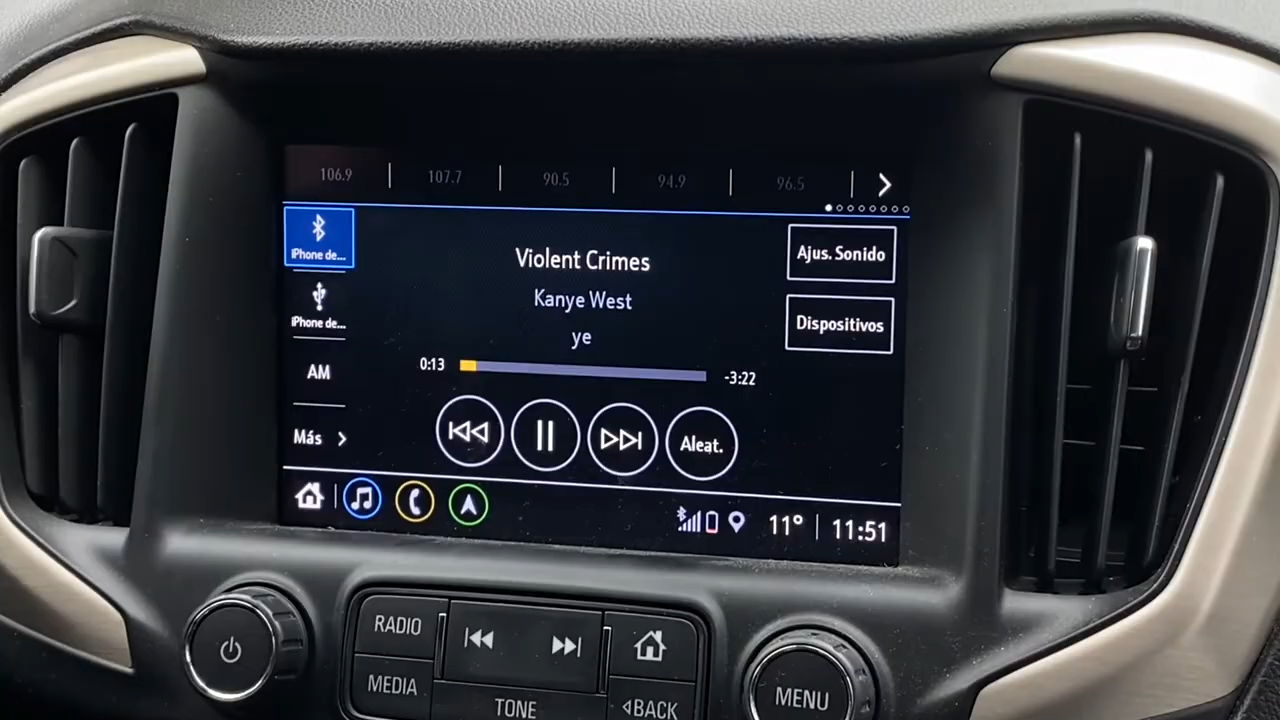 106.9 107.7 90.5 94.9 96.5
iPhone de...
iPhone de...
AM
Más
Violent Crimes
Kanye West
ye
0:13
-3:22
Aleat.
Ajus. Sonido
Dispositivos
11° 11:51
RADIO
MEDIA
TONE
BACK
MENU